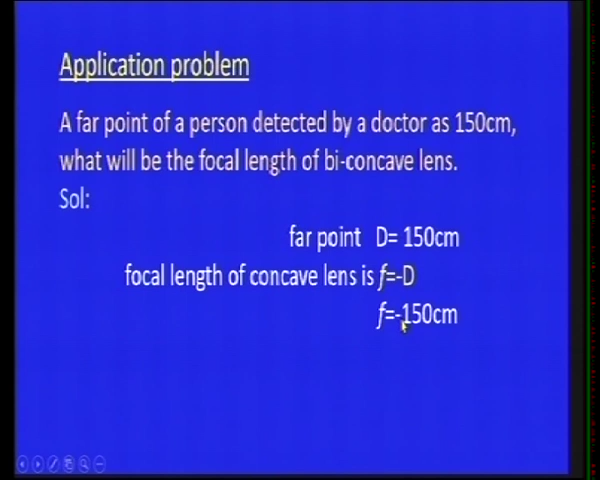 Application problem
A far point of a person detected by a doctor as 150cm,
what will be the focal length of bi-concave lens.
Sol:
far point D= 150cm
focal length of concave lens is f=-D
f=-150cm